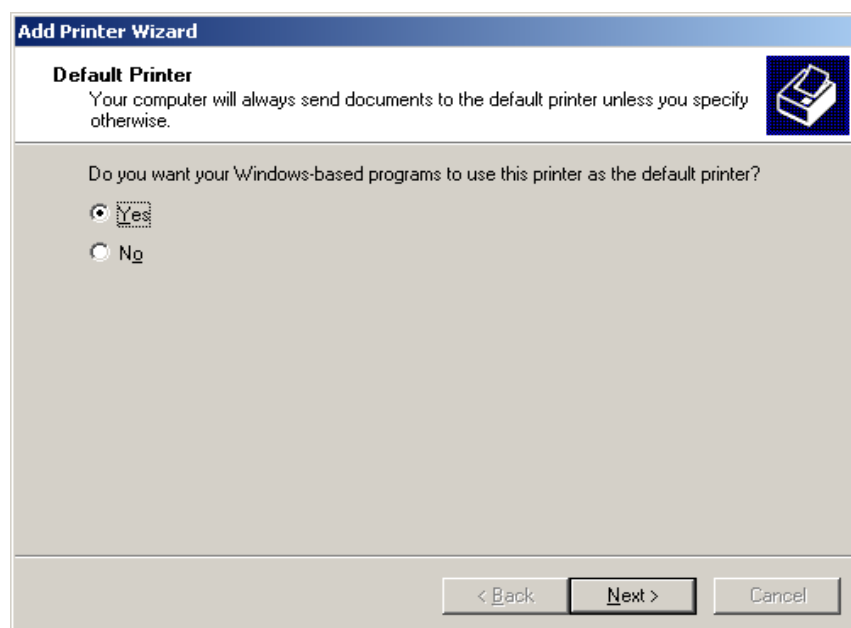 Add Printer Wizard
Default Printer
Your computer will always send documents to the default printer unless you specify
otherwise.
Do you want your Windows-based programs to use this printer as the default printer?
Yes
No
< Back
Next >
Cancel